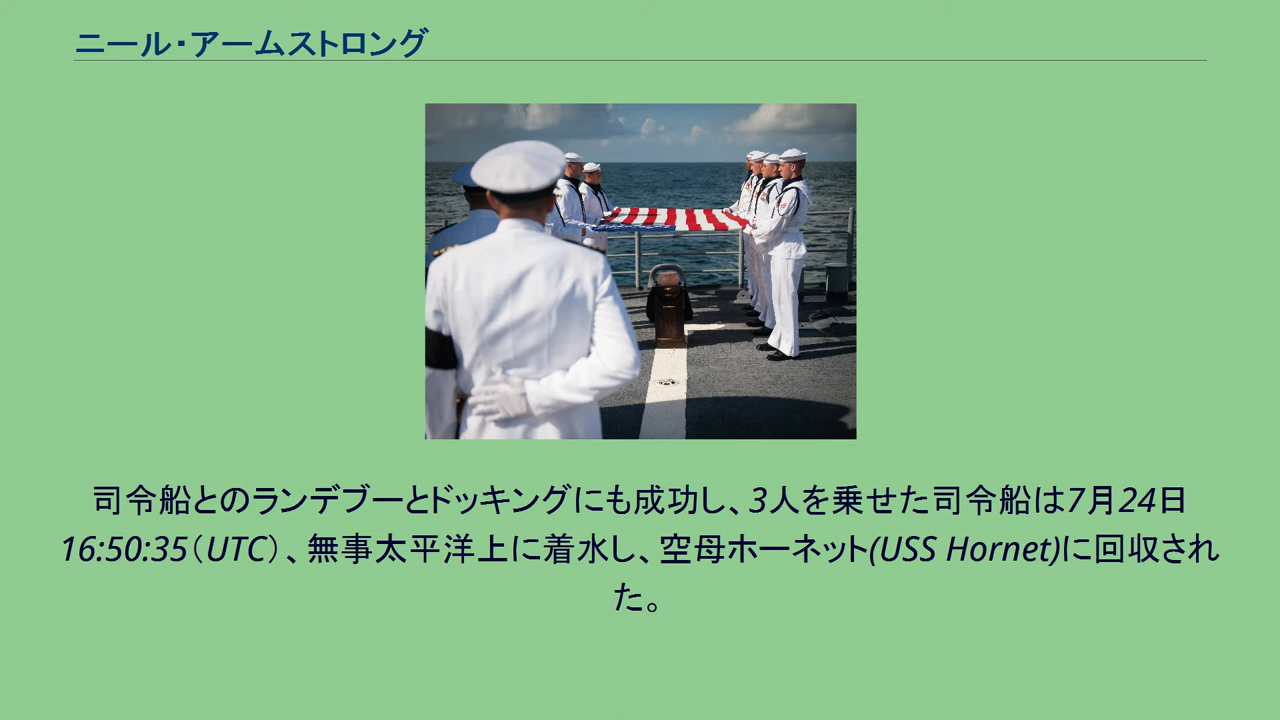 ニール・アームストロング
司令船とのランデブーとドッキングにも成功し、3人を乗せた司令船は7月24日
16:50:35（UTC）、無事太平洋上に着水し、空母ホーネット(USS Hornet)に回収され
た。